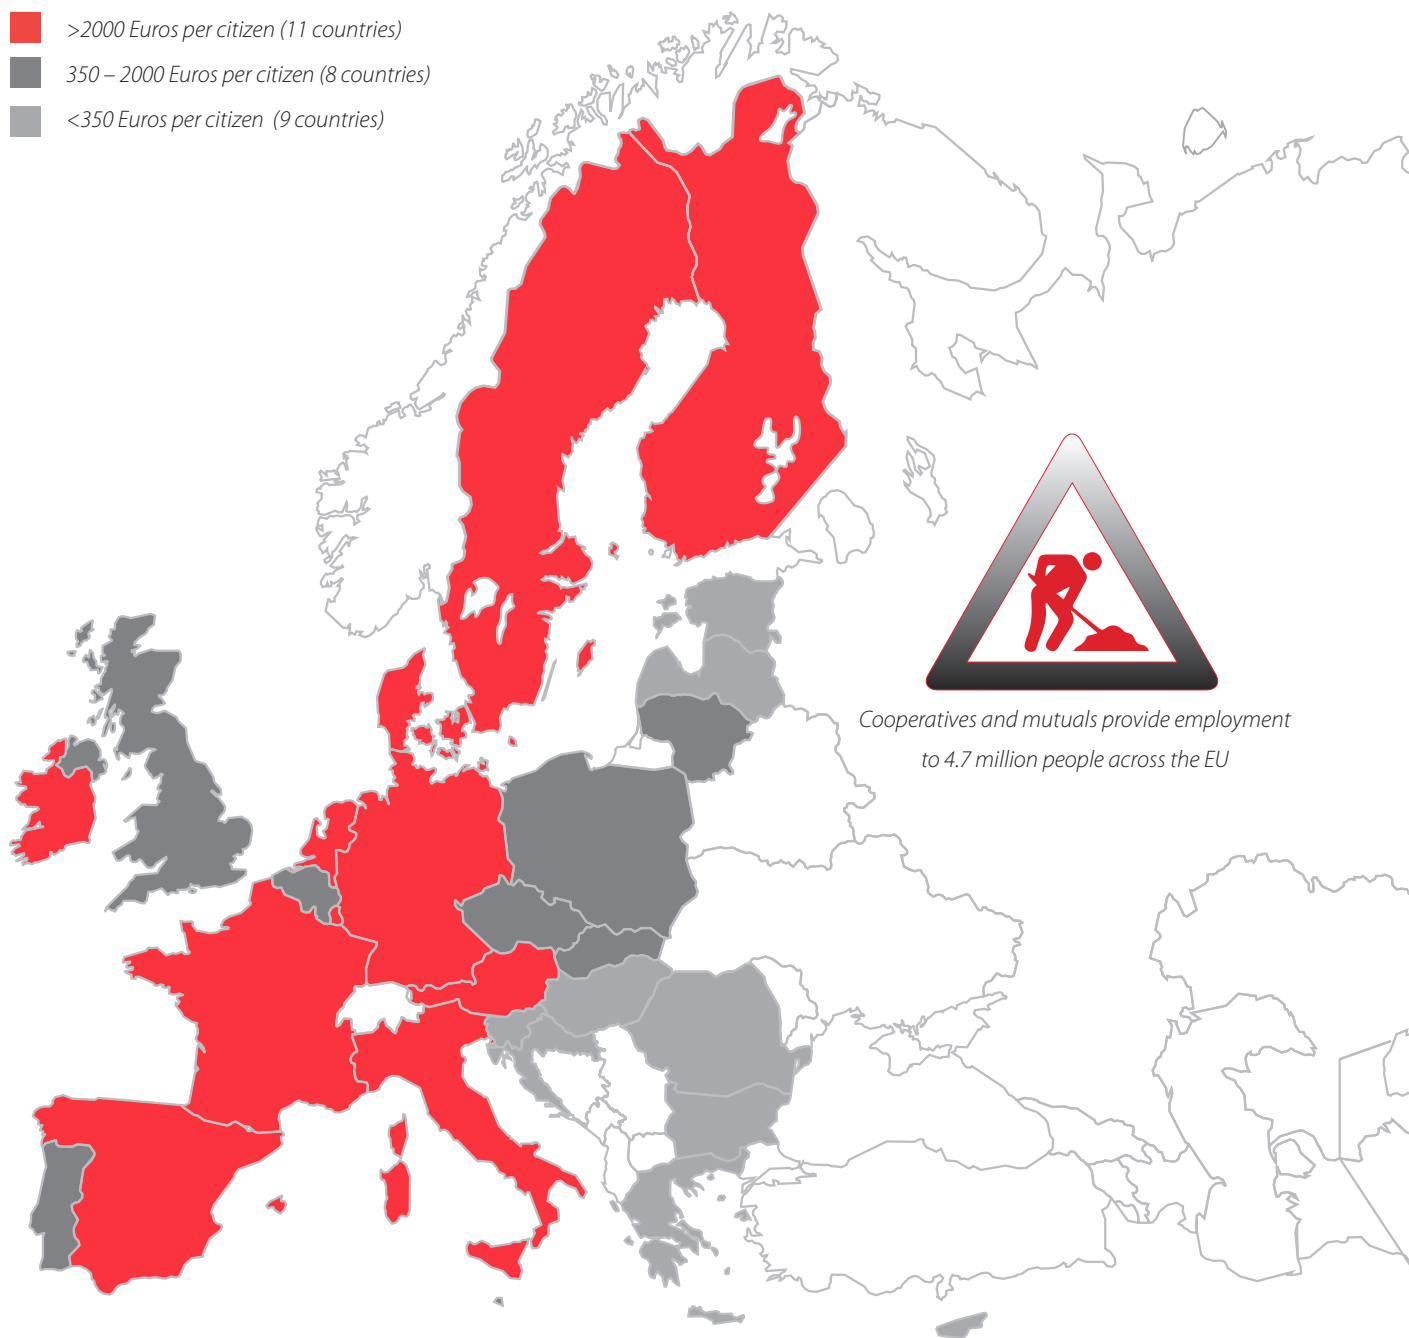 >2000 Euros per citizen (11 countries)
350 – 2000 Euros per citizen (8 countries)
<350 Euros per citizen (9 countries)
Cooperatives and mutuals provide employment
to 4.7 million people across the EU